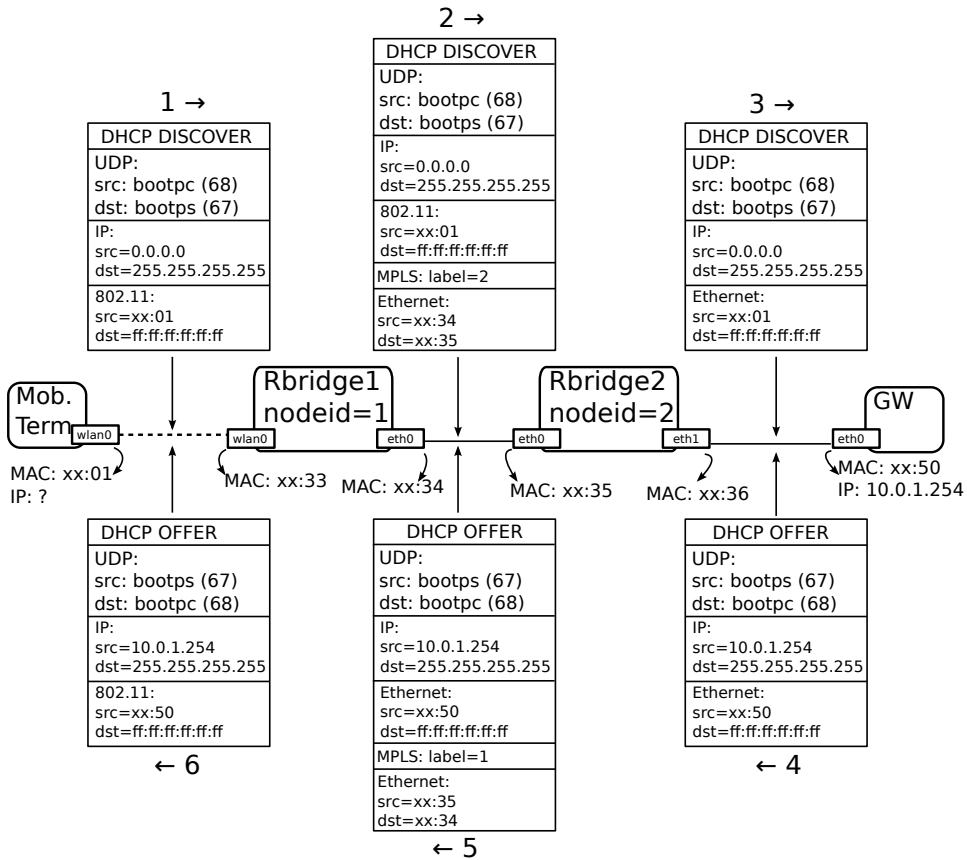 2 →
DHCP DISCOVER
UDP:
src: bootpc (68)
dst: bootps (67)
IP:
src=0.0.0.0
dst=255.255.255.255
802.11:
src=xx:01
dst=ff:ff:ff:ff:ff:ff
MPLS: label=2
Ethernet:
src=xx:34
dst=xx:35
1 →
DHCP DISCOVER
UDP:
src: bootpc (68)
dst: bootps (67)
IP:
src=0.0.0.0
dst=255.255.255.255
802.11:
src=xx:01
dst=ff:ff:ff:ff:ff:ff
3 →
DHCP DISCOVER
UDP:
src: bootpc (68)
dst: bootps (67)
IP:
src=0.0.0.0
dst=255.255.255.255
Ethernet:
src=xx:01
dst=ff:ff:ff:ff:ff:ff
Mob.
Term
wlan0
MAC: xx:01
IP: ?
Rbridge1
nodeid=1
wlan0
eth0
MAC: xx:33
MAC: xx:34
Rbridge2
nodeid=2
eth0
eth1
MAC: xx:35
MAC: xx:36
GW
eth0
MAC: xx:50
IP: 10.0.1.254
DHCP OFFER
UDP:
src: bootps (67)
dst: bootpc (68)
IP:
src=10.0.1.254
dst=255.255.255.255
802.11:
src=xx:50
dst=ff:ff:ff:ff:ff:ff
← 6
DHCP OFFER
UDP:
src: bootps (67)
dst: bootpc (68)
IP:
src=10.0.1.254
dst=255.255.255.255
Ethernet:
src=xx:50
dst=ff:ff:ff:ff:ff:ff
MPLS: label=1
Ethernet:
src=xx:35
dst=xx:34
← 5
DHCP OFFER
UDP:
src: bootps (67)
dst: bootpc (68)
IP:
src=10.0.1.254
dst=255.255.255.255
Ethernet:
src=xx:50
dst=ff:ff:ff:ff:ff:ff
← 4